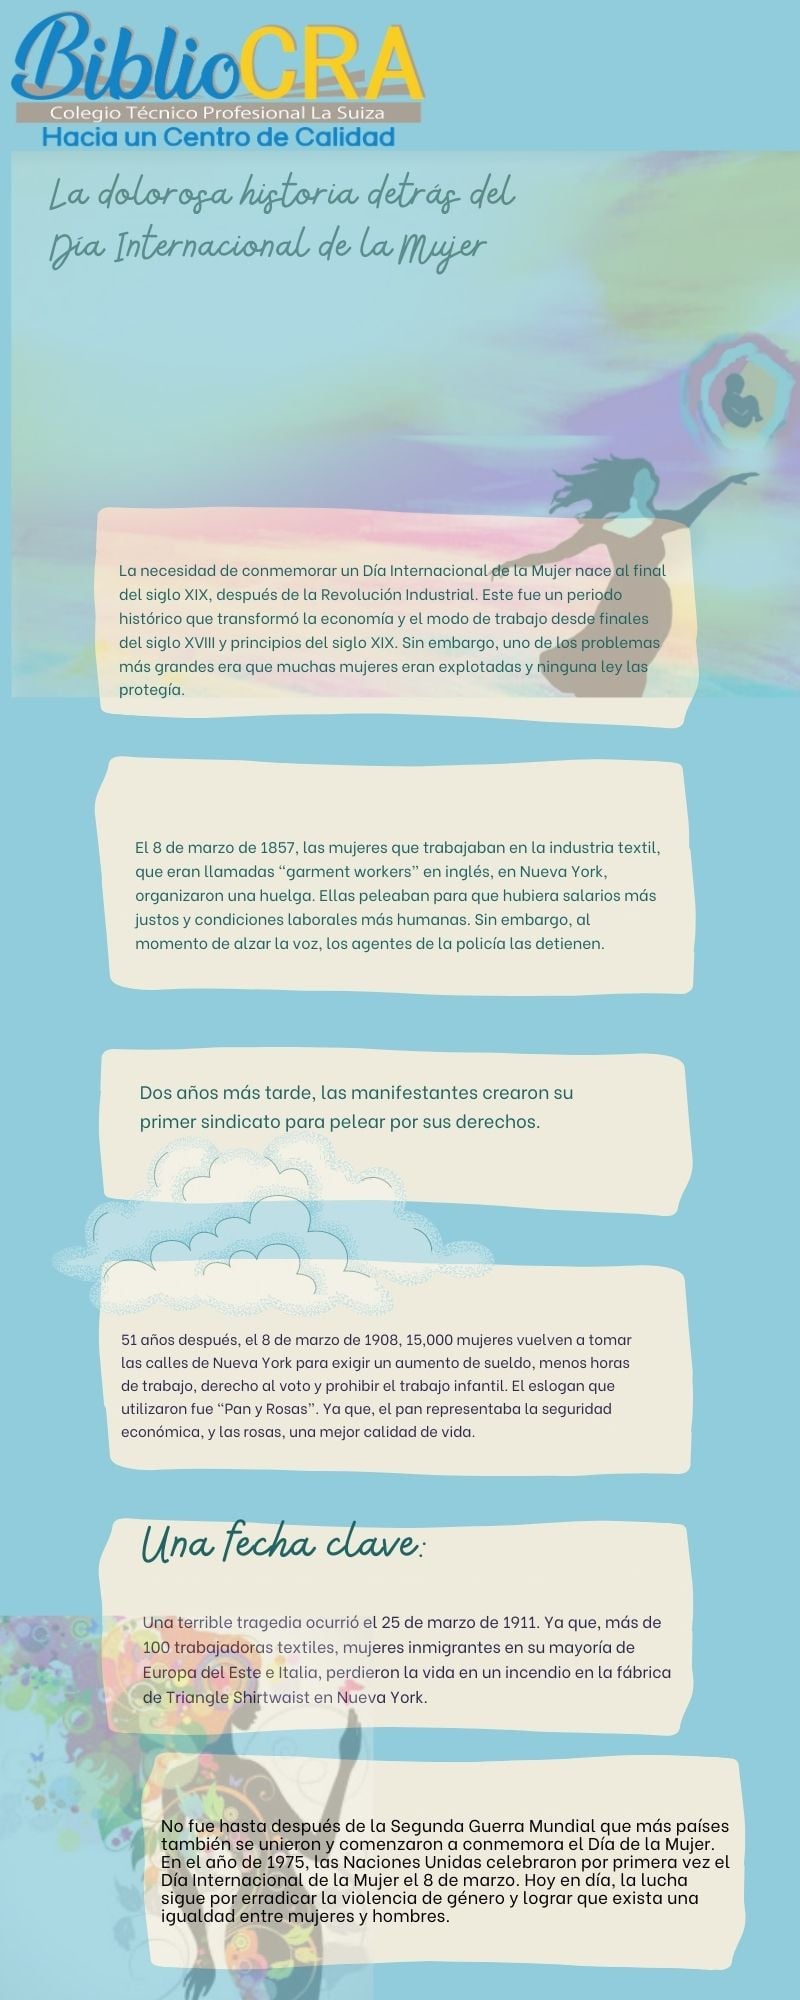 BiblioCRA
Colegio Técnico Profesional La Suiza
Hacia un Centro de Calidad
La dolorosa historia detrás del
Día Internacional de la Mujer
La necesidad de conmemorar un Día Internacional de la Mujer nace al final
del siglo XIX, después de la Revolución Industrial. Este fue un periodo
histórico que transformó la economía y el modo de trabajo desde finales
del siglo XVIII y principios del siglo XIX. Sin embargo, uno de los problemas
más grandes era que muchas mujeres eran explotadas y ninguna ley las
protegía.
El 8 de marzo de 1857, las mujeres que trabajaban en la industria textil,
que eran llamadas “garment workers” en inglés, en Nueva York,
organizaron una huelga. Ellas peleaban para que hubiera salarios más
justos y condiciones laborales más humanas. Sin embargo, al
momento de alzar la voz, los agentes de la policía las detienen.
Dos años más tarde, las manifestantes crearon su
primer sindicato para pelear por sus derechos.
51 años después, el 8 de marzo de 1908, 15,000 mujeres vuelven a tomar
las calles de Nueva York para exigir un aumento de sueldo, menos horas
de trabajo, derecho al voto y prohibir el trabajo infantil. El eslogan que
utilizaron fue “Pan y Rosas”. Ya que, el pan representaba la seguridad
económica, y las rosas, una mejor calidad de vida.
Una fecha clave:
Una terrible tragedia ocurrió el 25 de marzo de 1911. Ya que, más de
100 trabajadoras textiles, mujeres inmigrantes en su mayoría de
Europa del Este e Italia, perdieron la vida en un incendio en la fábrica
de Triangle Shirtwaist en Nueva York.
No fue hasta después de la Segunda Guerra Mundial que más países
también se unieron y comenzaron a conmemora el Día de la Mujer.
En el año de 1975, las Naciones Unidas celebraron por primera vez el
Día Internacional de la Mujer el 8 de marzo. Hoy en día, la lucha
sigue por erradicar la violencia de género y lograr que exista una
igualdad entre mujeres y hombres.